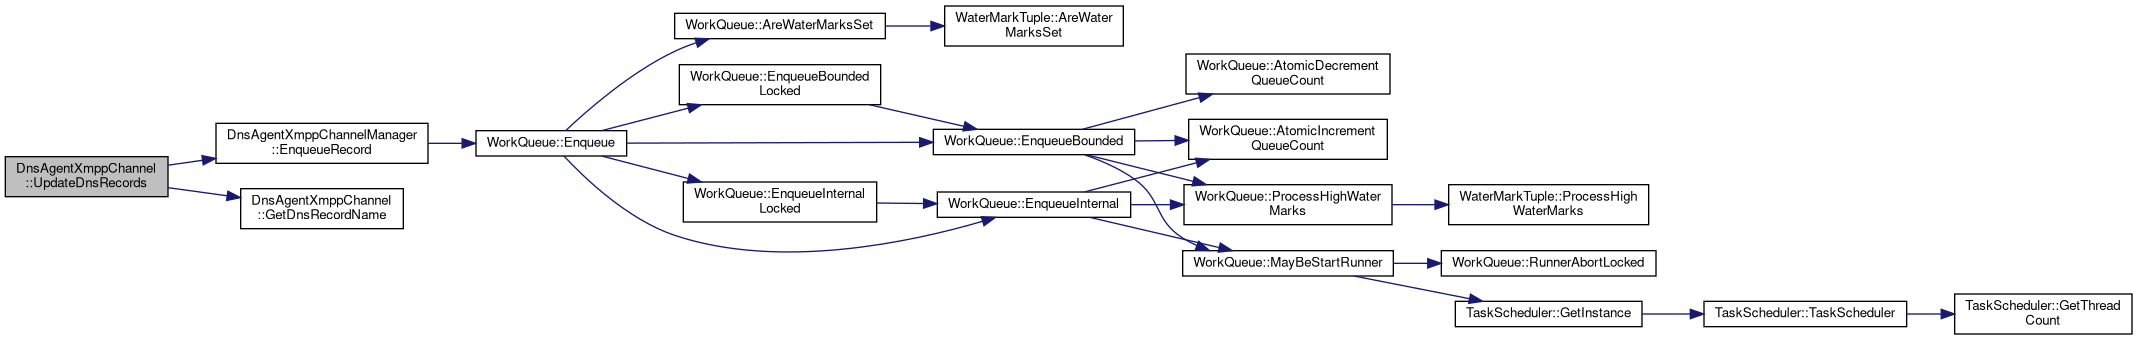 DnsAgentXmppChannel
::UpdateDnsRecords
DnsAgentXmppChannelManager
::EnqueueRecord
DnsAgentXmppChannel
::GetDnsRecordName
WorkQueue::Enqueue
WorkQueue::AreWaterMarksSet
WorkQueue::EnqueueBounded
Locked
WorkQueue::EnqueueInternal
Locked
WaterMarkTuple::AreWater
MarksSet
WorkQueue::EnqueueBounded
WorkQueue::EnqueueInternal
WorkQueue::AtomicDecrement
QueueCount
WorkQueue::AtomicIncrement
QueueCount
WorkQueue::ProcessHighWater
Marks
WorkQueue::MayBeStartRunner
WaterMarkTuple::ProcessHigh
WaterMarks
WorkQueue::RunnerAbortLocked
TaskScheduler::GetInstance
TaskScheduler::TaskScheduler
TaskScheduler::GetThread
Count